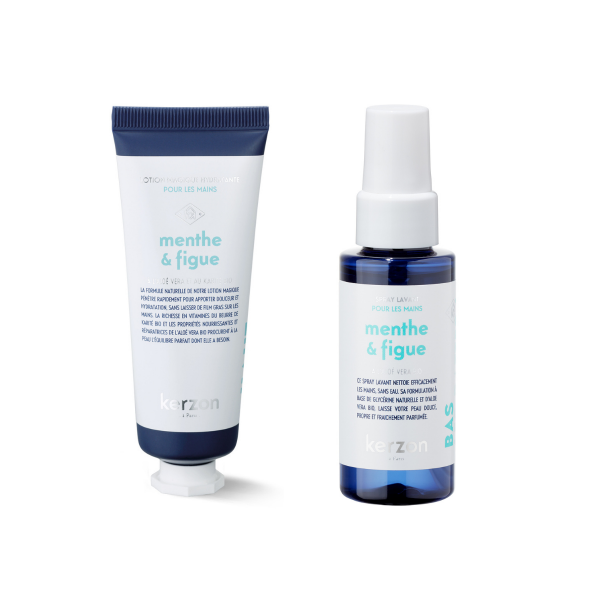 POUR LES MAINS
menthe
& figue
LA FORMULE NATURELLE DE NOTRE LOTION MAGIQUE
PÉNÈTRE RAPIDEMENT POUR APPORTER DOUCEUR ET
HYDRATATION, SANS LAISSER DE FILM GRAS SUR LES
MAINS. LA RICHESSE EN VITAMINES DU BEURRE DE
KARITÉ BIO ET LES PROPRIÉTÉS NOURRISSANTES ET
RÉPARATRICES DE L'ALOÉ VERA BIO PROCURENT À LA
PEAU L'ÉQUILIBRE PARFAIT DONT ELLE A BESOIN.
kerzon
à Paris
POUR LES MAINS
menthe
& figue
CE SPRAY LAVANT NETTOIE EFFICACEMENT
LES MAINS, SANS EAU. SA FORMULATION À
BASE DE GLYCÉRINE NATURELLE ET D'ALOE
VERA BIO, LAISSE VOTRE PEAU DOUCE,
PROPRE ET FRAICHEMENT PARFUMÉE.
BAS
kerzon
à Paris